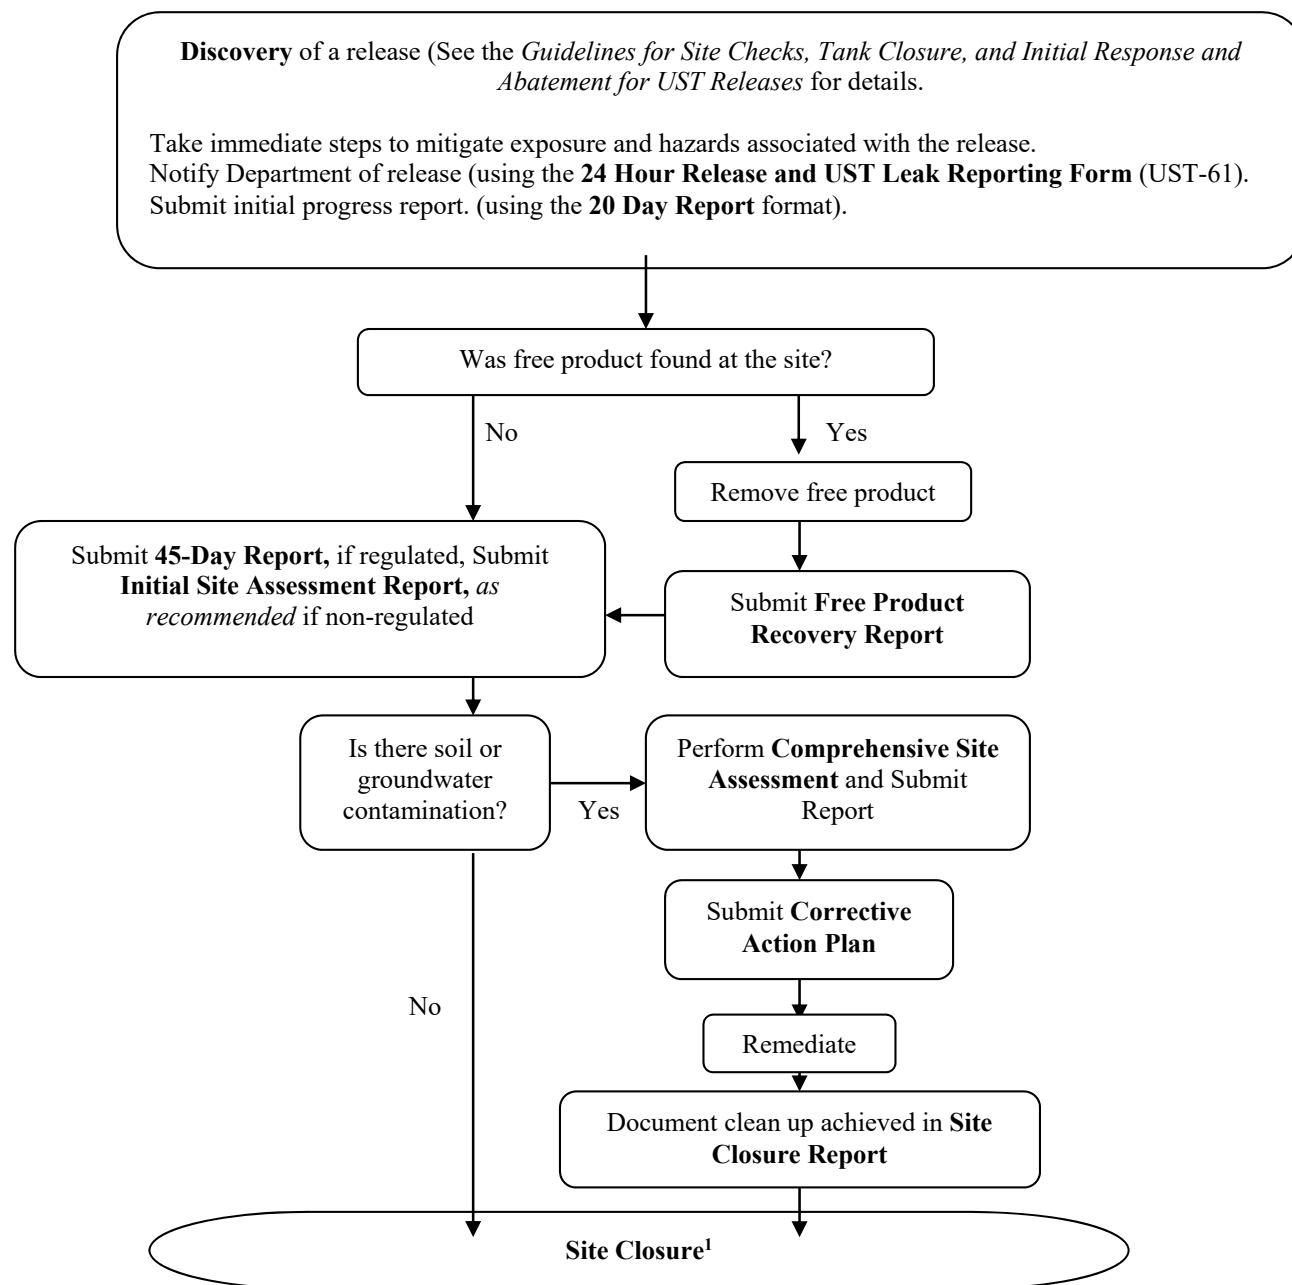 Discovery of a release (See the Guidelines for Site Checks, Tank Closure, and Initial Response and
Abatement for UST Releases for details.
Take immediate steps to mitigate exposure and hazards associated with the release.
Notify Department of release (using the 24 Hour Release and UST Leak Reporting Form (UST-61).
Submit initial progress report. (using the 20 Day Report format).
Was free product found at the site?
No
Yes
Remove free product
Submit 45-Day Report, if regulated, Submit
Initial Site Assessment Report, as
recommended if non-regulated
Submit Free Product
Recovery Report
Is there soil or
groundwater
contamination?
Yes
Perform Comprehensive Site
Assessment and Submit
Report
Submit Corrective
Action Plan
No
Remediate
Document clean up achieved in Site
Closure Report
Site Closure¹